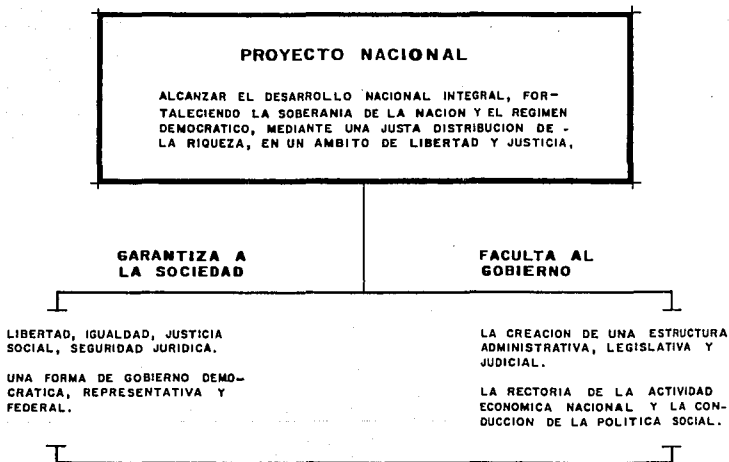 PROYECTO NACIONAL
ALCANZAR EL DESARROLLO NACIONAL INTEGRAL, FOR-
TALECIENDO LA SOBERANIA DE LA NACION Y EL REGIMEN
DEMOCRATICO, MEDIANTE UNA JUSTA DISTRIBUCION DE -
LA RIQUEZA, EN UN AMBITO DE LIBERTAD Y JUSTICIA,
GARANTIZA A
LA SOCIEDAD
LIBERTAD, IGUALDAD, JUSTICIA
SOCIAL, SEGURIDAD JURIDICA.
UNA FORMA DE GOBIERNO DEMO-
CRATICA, REPRESENTATIVA Y
FEDERAL.
FACULTA AL
GOBIERNO
LA CREACION DE UNA ESTRUCTURA
ADMINISTRATIVA, LEGISLATIVA Y
JUDICIAL.
LA RECTORIA DE LA ACTIVIDAD
ECONOMICA NACIONAL Y LA CON-
DUCCION DE LA POLITICA SOCIAL.